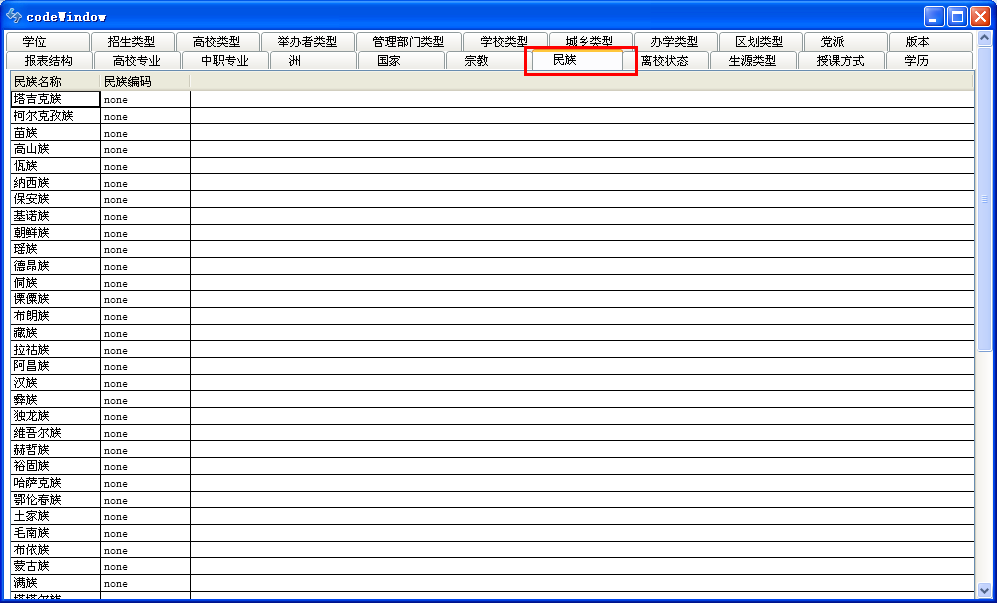 codeWindow
学位 招生类型 高校类型 举办者类型 管理部门类型 学校类型 城乡类型 办学类型 区划类型 党派 版本
报表结构 高校专业 中职专业 洲 国家 宗教 民族 离校状态 生源类型 授课方式 学历
民族名称 民族编码
塔吉克族 none
柯尔克孜族 none
苗族 none
高山族 none
佤族 none
纳西族 none
保安族 none
基诺族 none
朝鲜族 none
瑶族 none
德昂族 none
侗族 none
傈僳族 none
布朗族 none
藏族 none
拉祜族 none
阿昌族 none
汉族 none
彝族 none
独龙族 none
维吾尔族 none
赫哲族 none
裕固族 none
哈萨克族 none
鄂伦春族 none
土家族 none
毛南族 none
布依族 none
蒙古族 none
满族 none
塔塔尔族 none